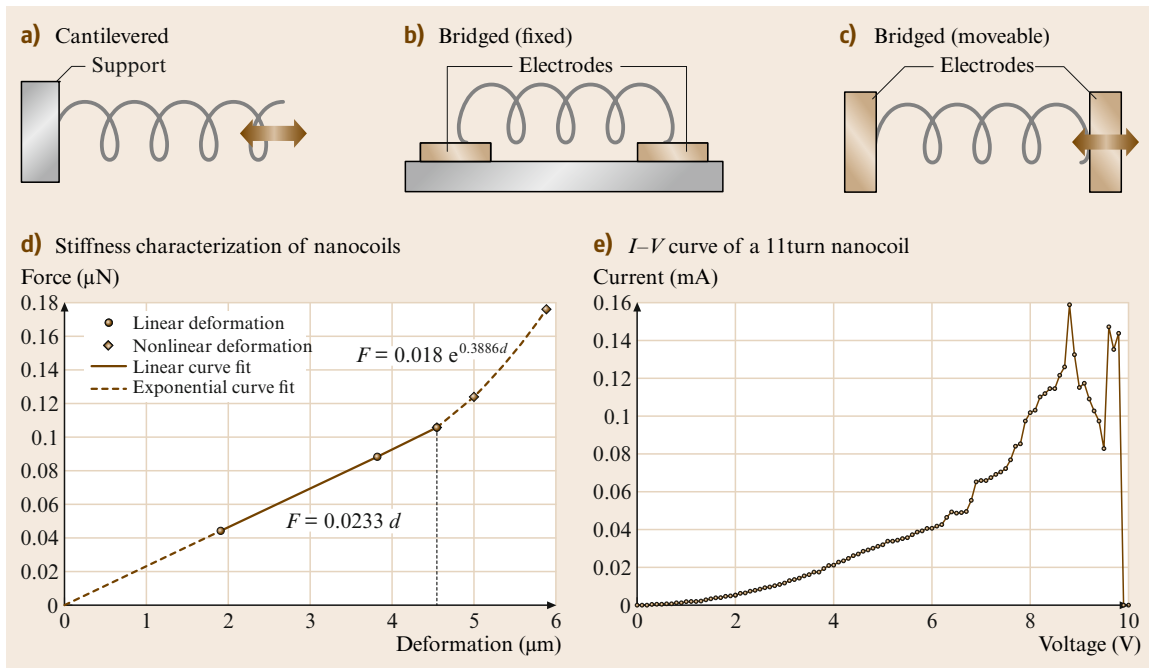 a) Cantilevered
Support
b) Bridged (fixed)
Electrodes
c) Bridged (moveable)
Electrodes
d) Stiffness characterization of nanocoils
Force (μN)
0.18
0.16
0.14
0.12
0.1
0.08
0.06
0.04
0.02
0
Linear deformation
Nonlinear deformation
Linear curve fit
Exponential curve fit
F = 0.018 e^0.3886d
F = 0.0233 d
0 1 2 3 4 5 6
Deformation (μm)
e) I–V curve of a 11turn nanocoil
Current (mA)
0.16
0.14
0.12
0.10
0.08
0.06
0.04
0.02
0
0 2 4 6 8 10
Voltage (V)